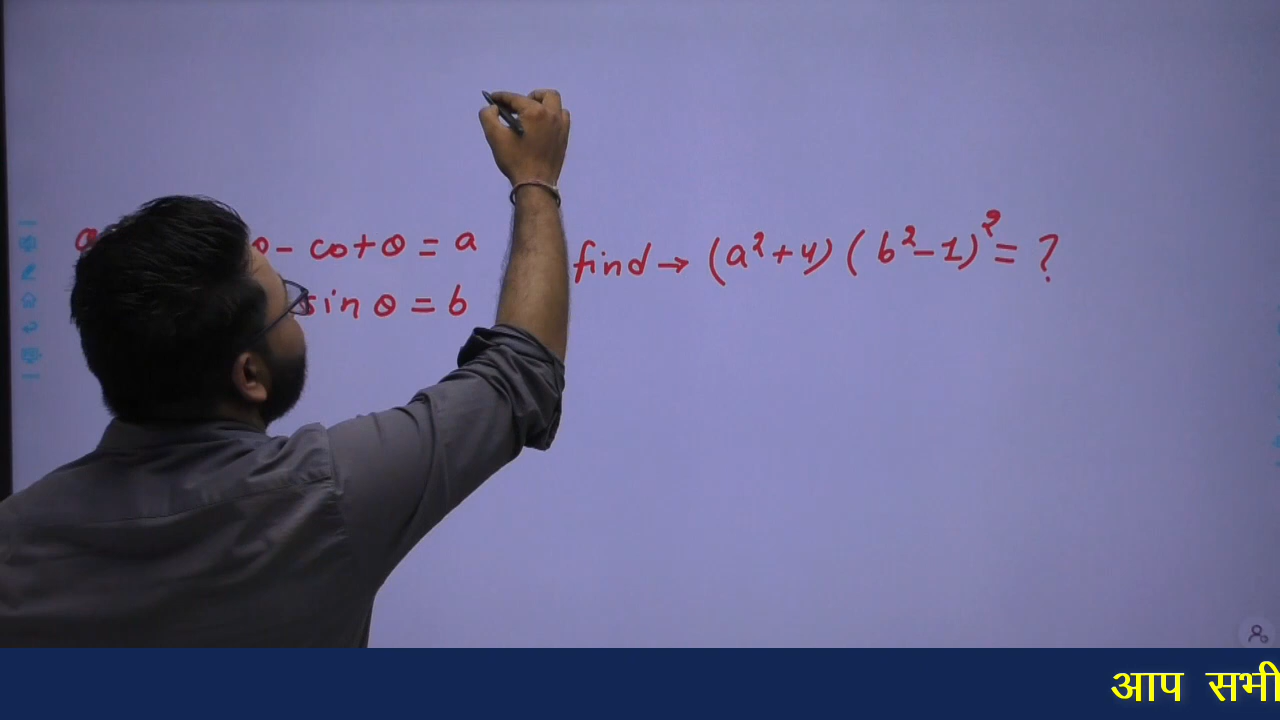 θ - cot θ = a
find → (a² + 4) (b² - 1)² = ?
sin θ = b
आप सभी